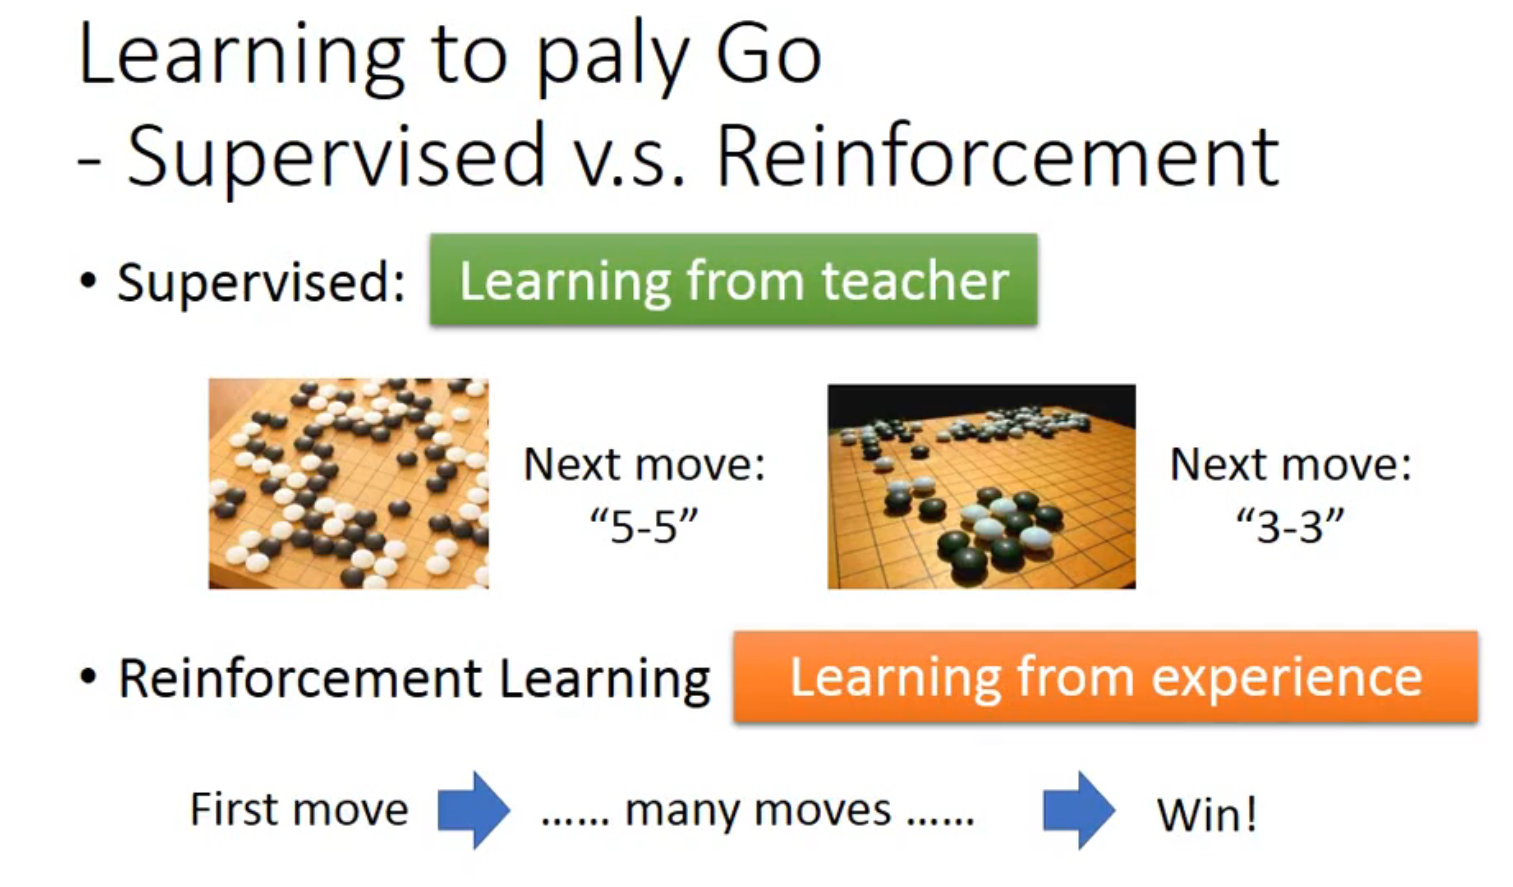 Learning to paly Go
- Supervised v.s. Reinforcement
• Supervised: Learning from teacher
Next move:
“5-5”
Next move:
“3-3”
• Reinforcement Learning Learning from experience
First move ...... many moves ...... Win!